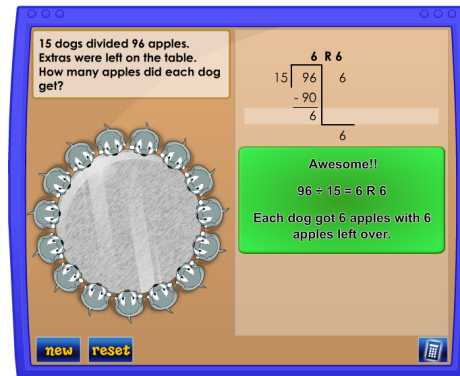 15 dogs divided 96 apples.
Extras were left on the table.
How many apples did each dog
get?
6 R 6
15 96 6
- 90
6
6
Awesome!!
96 ÷ 15 = 6 R 6
Each dog got 6 apples with 6
apples left over.
new reset